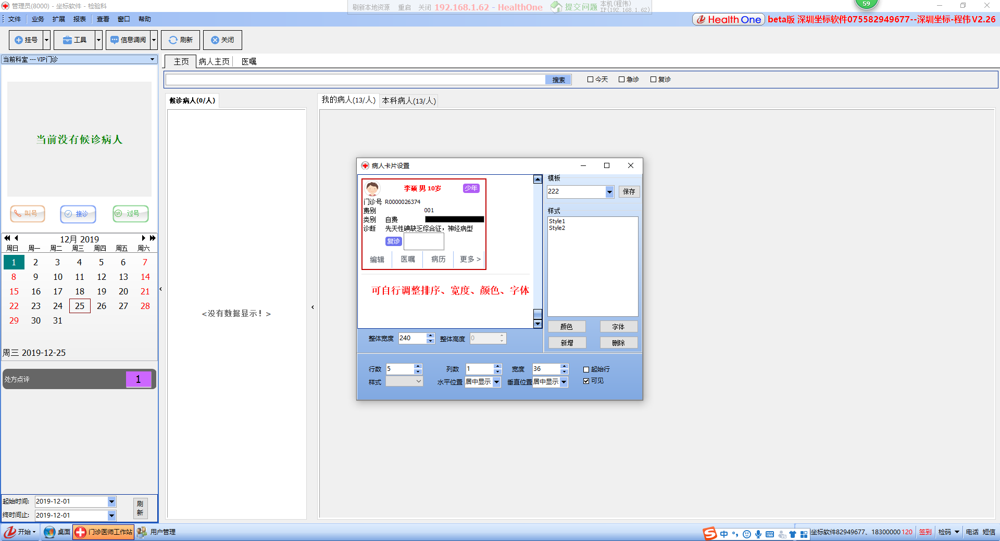 管理员(8000) - 坐标软件 - 检验科
刷新本地资源 重启 关闭 192.168.1.62 - HealthOne 提交问题 本机(程伟) IP(192.168.1.62)
59
文件 业务 扩展 报表 查看 窗口 帮助
Health One beta版 深圳坐标软件075582949677--深圳坐标-程伟 V2.26
挂号 工具 信息调阅 刷新 关闭
当前科室 --- VIP门诊
主页 病人主页 医嘱
搜索 今天 急诊 复诊
候诊病人(0/人)
我的病人(13/人) 本科病人(13/人)
当前没有候诊病人
叫号 接诊 过号
12月 2019
周日 周一 周二 周三 周四 周五 周六
1 2 3 4 5 6 7
8 9 10 11 12 13 14
15 16 17 18 19 20 21
22 23 24 25 26 27 28
29 30 31
周三 2019-12-25
处方点评 1
起始时间: 2019-12-01
终时间止: 2019-12-01
刷新
<没有数据显示! >
病人卡片设置
李硕 男 10岁 少年
门诊号 R0000026374
费别 001
类别 自费
诊断 先天性碘缺乏综合征，神经病型
复诊
编辑 医嘱 病历 更多 >
可自行调整排序、宽度、颜色、字体
模板
222 保存
样式
Style1
Style2
颜色 字体
新增 删除
整体宽度 240 整体高度 0
行数 5 列数 1 宽度 36 起始行
样式 水平位置 居中显示 垂直位置 居中显示 可见
开始 桌面 门诊医师工作站 用户管理
中
坐标软件82949677、18300000 120 签到 检码 电话 短信